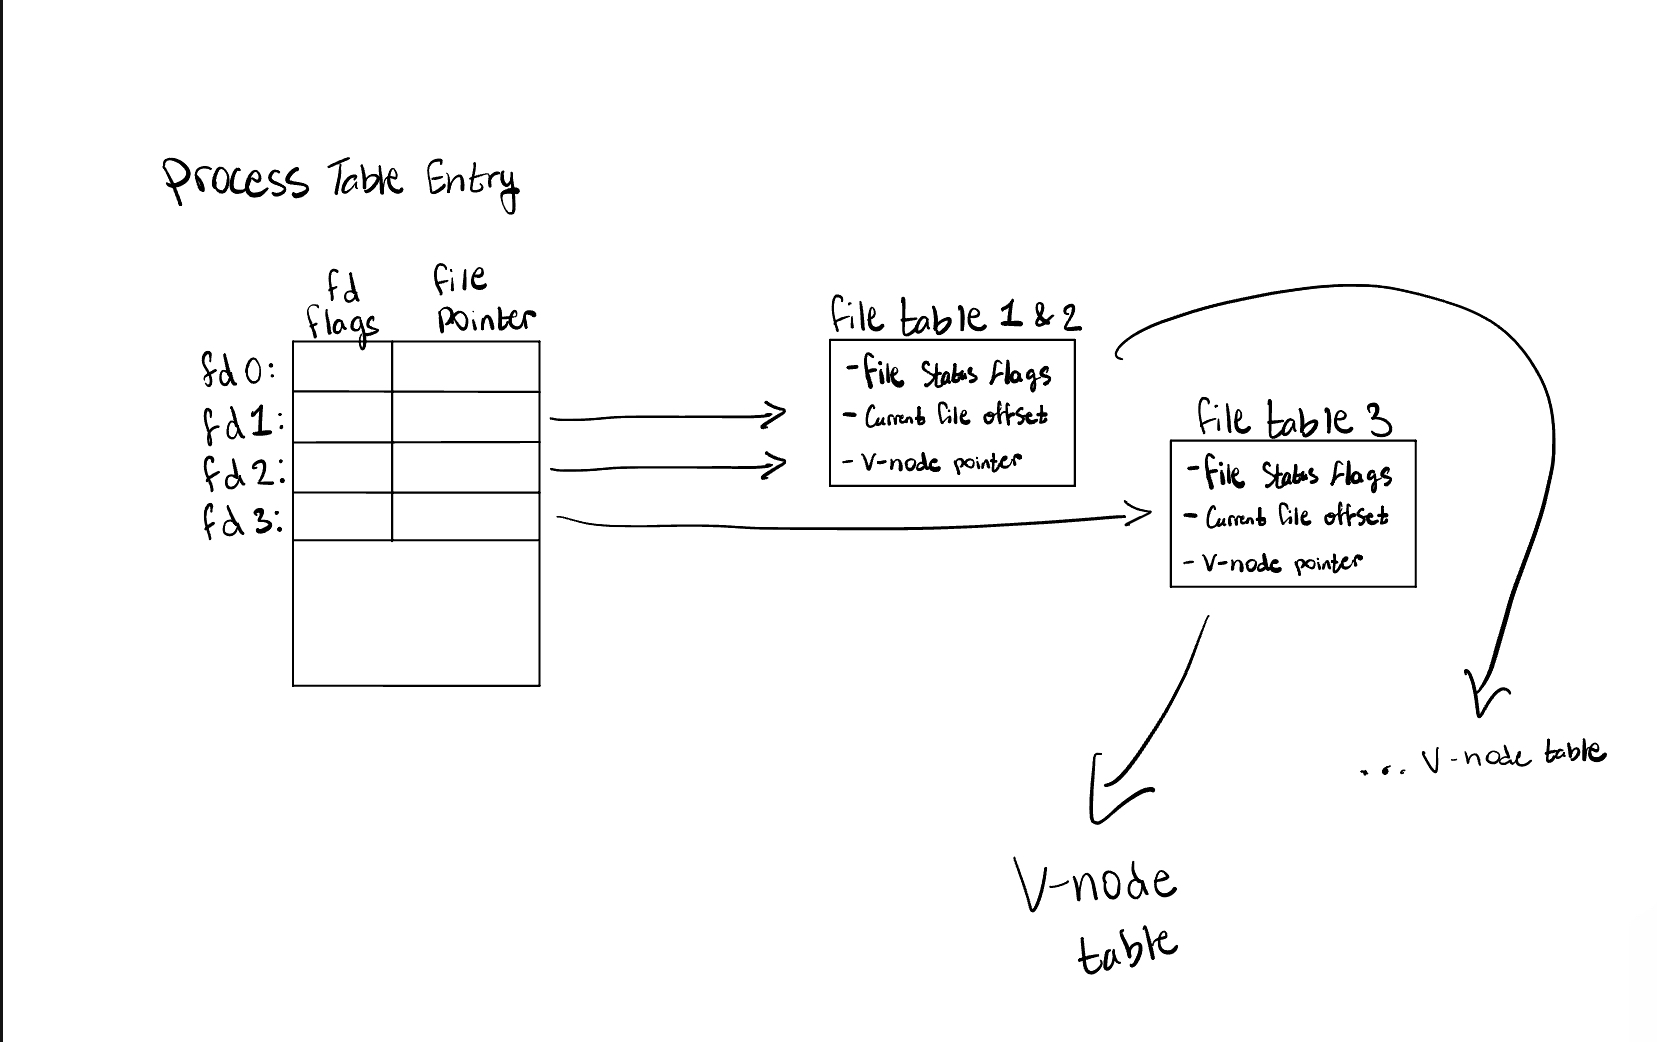 Process Table Entry
fd flags
file pointer
fd 0:
fd 1:
fd 2:
fd 3:
file table 1 & 2
- file status flags
- current file offset
- v-node pointer
file table 3
- file status flags
- current file offset
- v-node pointer
... v-node table
V-node
table